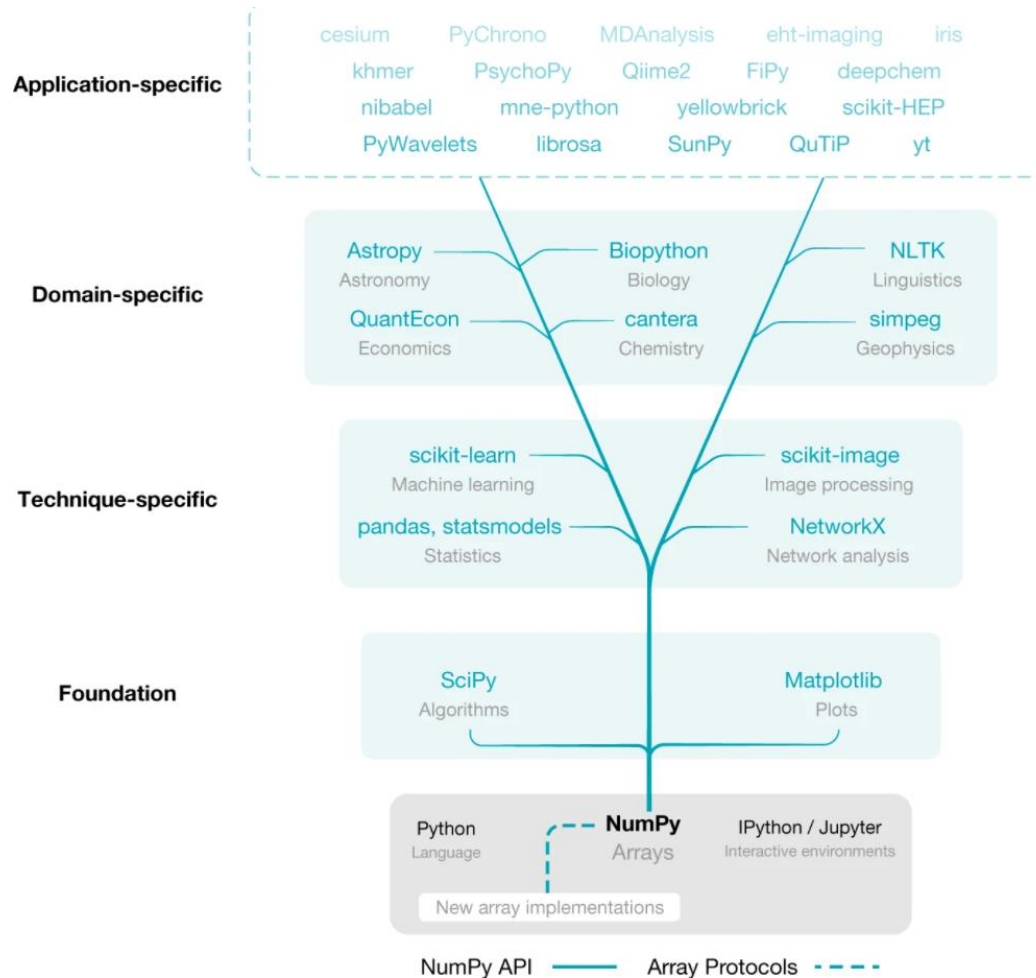 cesium PyChrono MDAnalysis eht-imaging iris
Application-specific
khmer PsychoPy Qiime2 FiPy deepchem
nibabel mne-python yellowbrick scikit-HEP
PyWavelets librosa SunPy QuTiP yt
Domain-specific
Astropy Biopython NLTK
Astronomy Biology Linguistics
QuantEcon cantera simpeg
Economics Chemistry Geophysics
Technique-specific
scikit-learn scikit-image
Machine learning Image processing
pandas, statsmodels NetworkX
Statistics Network analysis
Foundation
SciPy Matplotlib
Algorithms Plots
Python NumPy IPython / Jupyter
Language Arrays Interactive environments
New array implementations
NumPy API Array Protocols